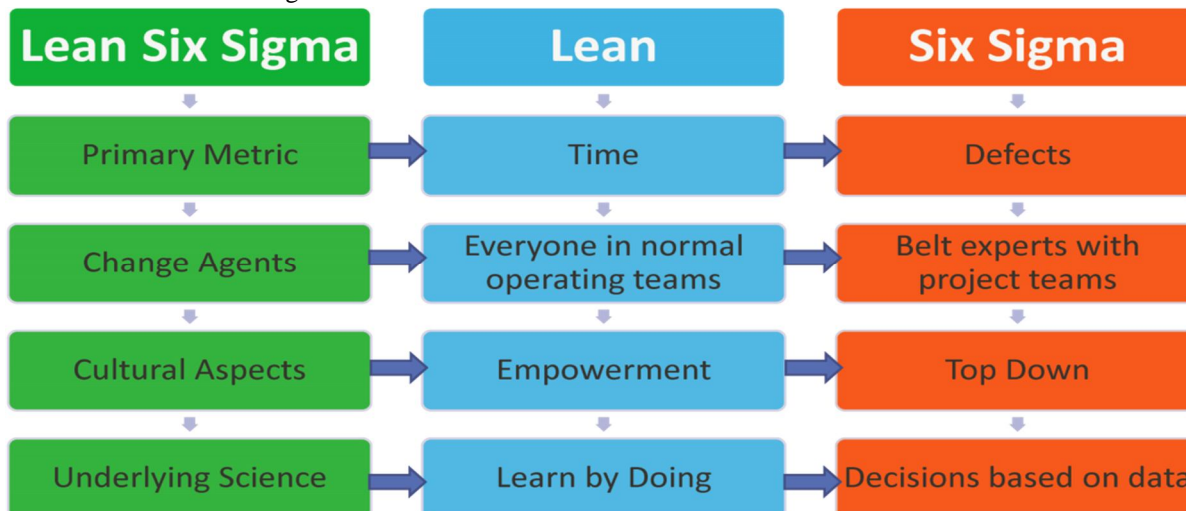 Lean Six Sigma
Lean
Six Sigma
Primary Metric
Time
Defects
Change Agents
Everyone in normal
operating teams
Belt experts with
project teams
Cultural Aspects
Empowerment
Top Down
Underlying Science
Learn by Doing
Decisions based on data